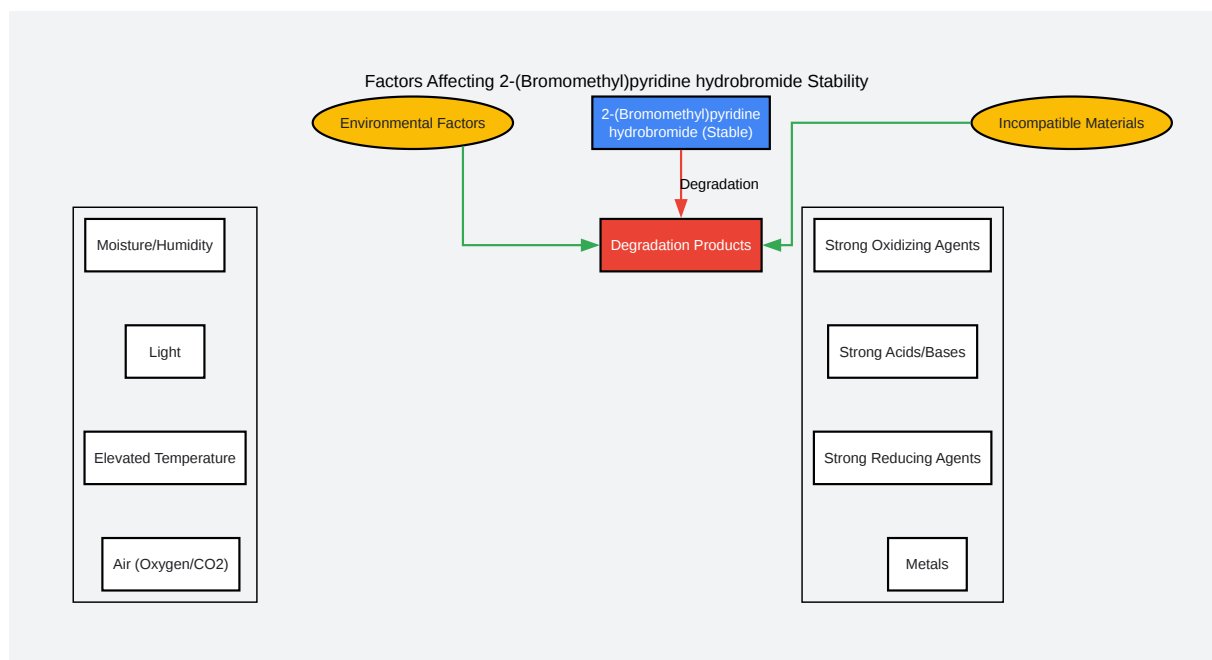 Factors Affecting 2-(Bromomethyl)pyridine hydrobromide Stability
Environmental Factors
2-(Bromomethyl)pyridine
hydrobromide (Stable)
Incompatible Materials
Degradation
Moisture/Humidity
Degradation Products
Strong Oxidizing Agents
Light
Strong Acids/Bases
Elevated Temperature
Strong Reducing Agents
Air (Oxygen/CO2)
Metals